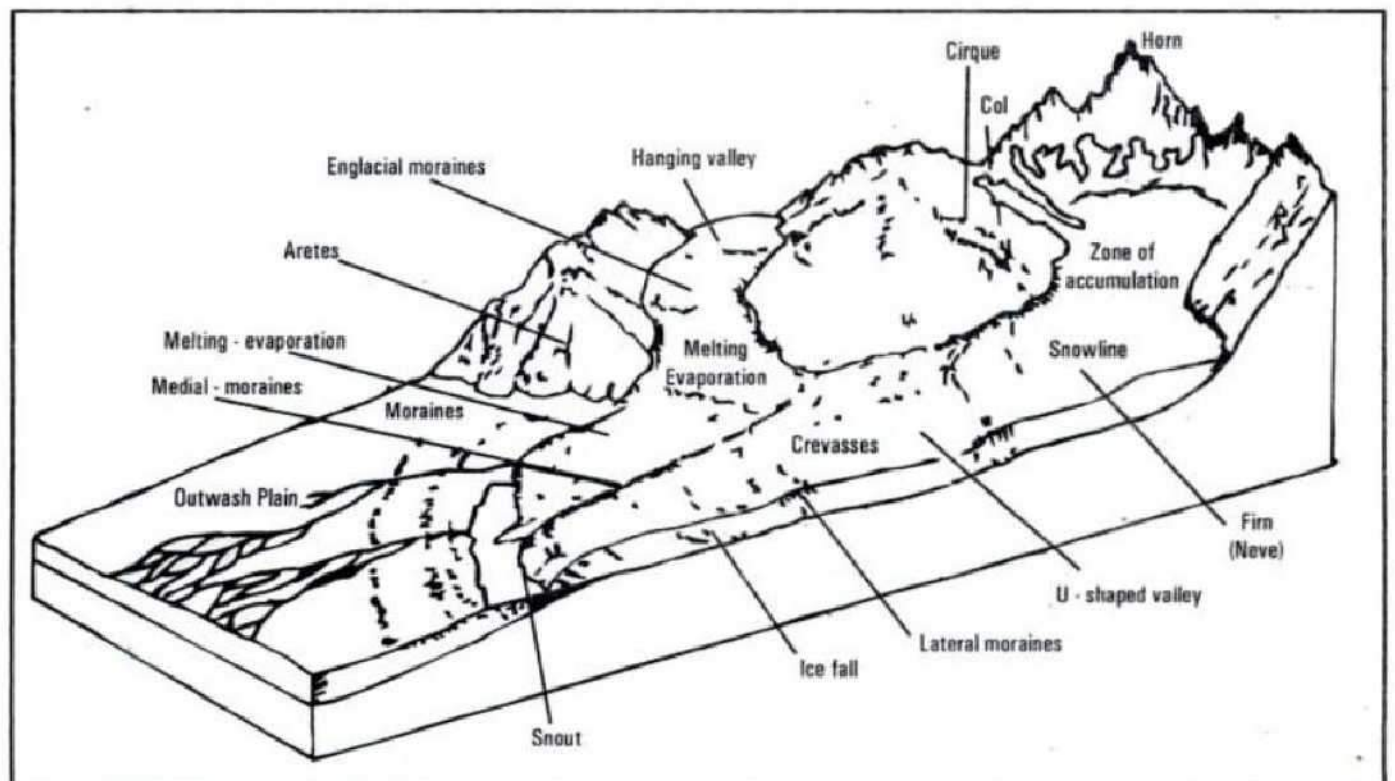 Horn
Cirque
Col
Hanging valley
Englacial moraines
Aretes
Zone of
accumulation
Melting - evaporation
Melting
Evaporation
Snowline
Medial - moraines
Moraines
Crevasses
Outwash Plain
Firn
(Neve)
U - shaped valley
Lateral moraines
Ice fall
Snout